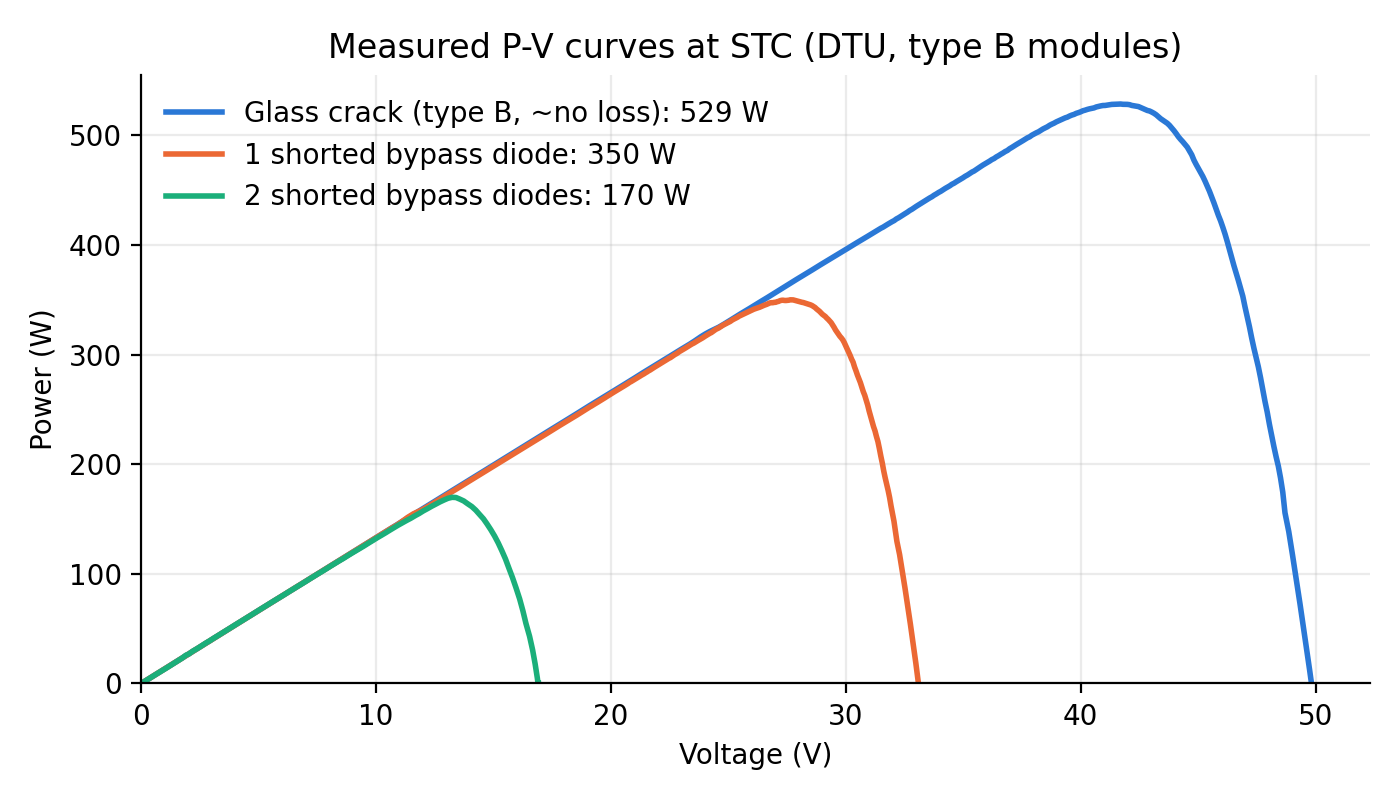 Measured P-V curves at STC (DTU, type B modules)
Glass crack (type B, ~no loss): 529 W
1 shorted bypass diode: 350 W
2 shorted bypass diodes: 170 W
Power (W)
500
400
300
200
100
0
0 10 20 30 40 50
Voltage (V)